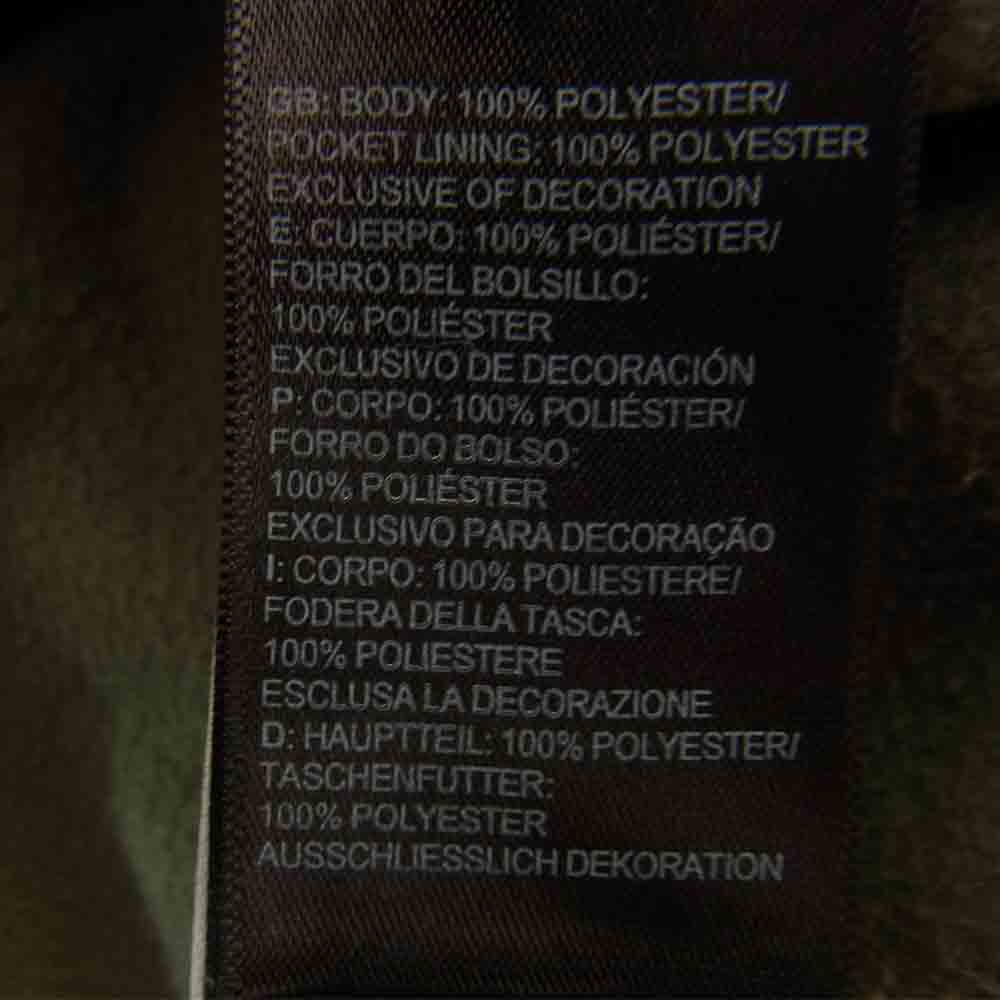 GB: BODY: 100% POLYESTER/
POCKET LINING: 100% POLYESTER
EXCLUSIVE OF DECORATION
E: CUERPO: 100% POLIÉSTER/
FORRO DEL BOLSILLO:
100% POLIÉSTER
EXCLUSIVO DE DECORACIÓN
P: CORPO: 100% POLIÉSTER/
FORRO DO BOLSO:
100% POLIÉSTER
EXCLUSIVO PARA DECORAÇÃO
I: CORPO: 100% POLIESTERE/
FODERA DELLA TASCA:
100% POLIESTERE
ESCLUSA LA DECORAZIONE
D: HAUPTTEIL: 100% POLYESTER/
TASCHENFUTTER:
100% POLYESTER
AUSSCHLIESSLICH DEKORATION